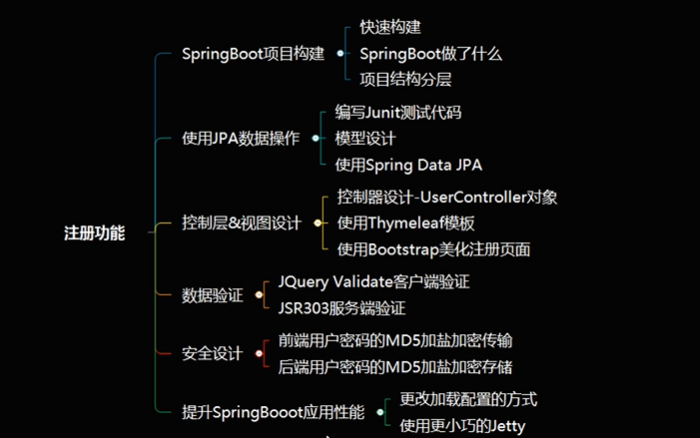 快速构建
SpringBoot项目构建
SpringBoot做了什么
项目结构分层
编写Junit测试代码
使用JPA数据操作
模型设计
使用Spring Data JPA
控制器设计-UserController对象
注册功能
控制层&视图设计
使用Thymeleaf模板
使用Bootstrap美化注册页面
JQuery Validate客户端验证
数据验证
JSR303服务端验证
前端用户密码的MD5加盐加密传输
安全设计
后端用户密码的MD5加盐加密存储
更改加载配置的方式
提升SpringBooot应用性能
使用更小巧的Jetty